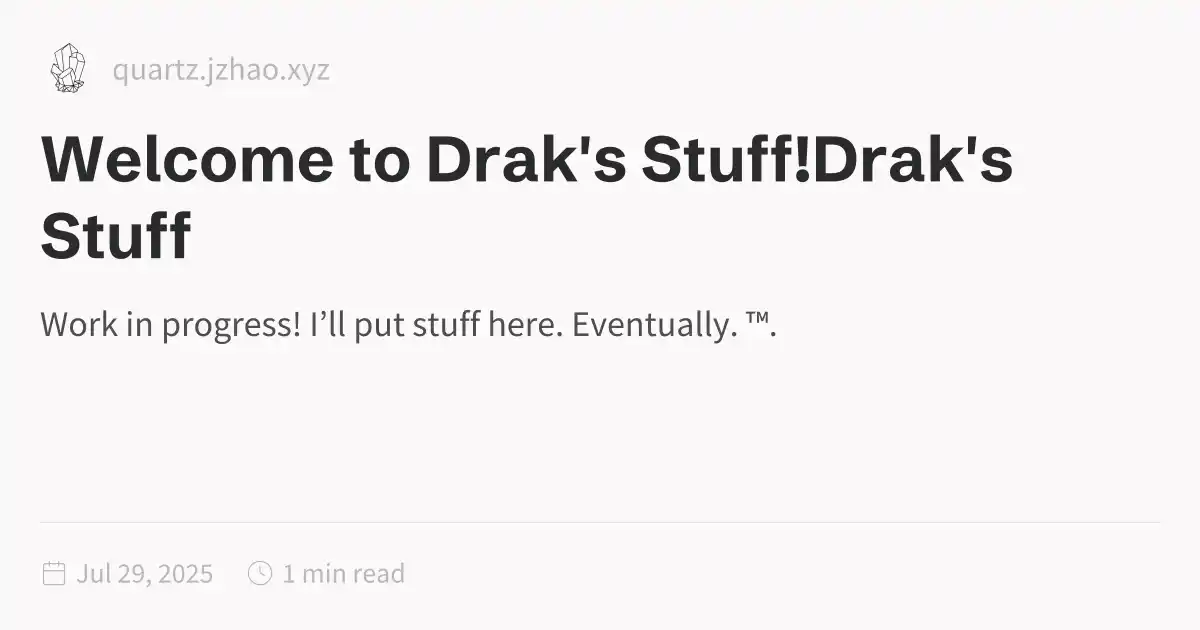 quartz.jzhao.xyz
Welcome to Drak's Stuff!Drak's
Stuff
Work in progress! I’ll put stuff here. Eventually. ™.
Jul 29, 2025 1 min read